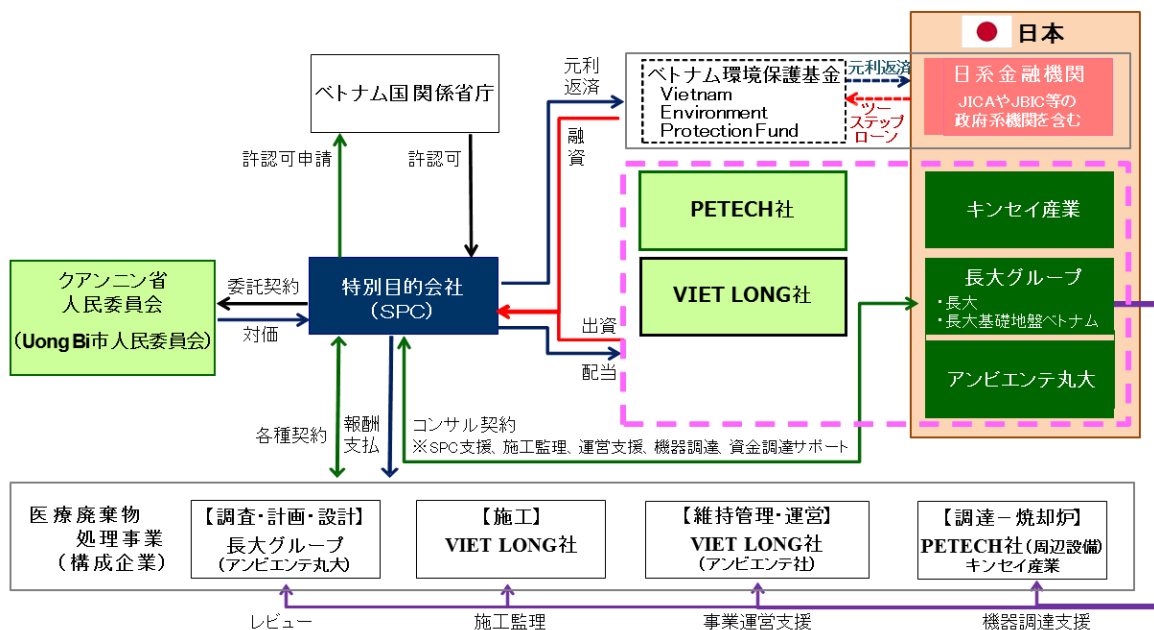 日本
ベトナム国関係省庁
元利
返済
ベトナム環境保護基金
Vietnam
Environment
Protection Fund
元利返済
ツー
ステップ
ローン
日系金融機関
JICAやJBIC等の
政府系機関を含む
許認可申請
許認可
融
資
PETECH社
キンセイ産業
クアンニン省
人民委員会
(Uong Bi市人民委員会)
委託契約
対価
特別目的会社
(SPC)
VIET LONG社
長大グループ
・長大
・長大基礎地盤ベトナム
出資
配当
アンビエンテ丸大
各種契約
報酬
支払
コンサル契約
※SPC支援、施工監理、運営支援、機器調達、資金調達サポート
医療廃棄物
処理事業
(構成企業)
【調査・計画・設計】
長大グループ
(アンビエンテ丸大)
【施工】
VIET LONG社
【維持管理・運営】
VIET LONG社
(アンビエンテ社)
【調達－焼却炉】
PETECH社(周辺設備)
キンセイ産業
レビュー
施工監理
事業運営支援
機器調達支援